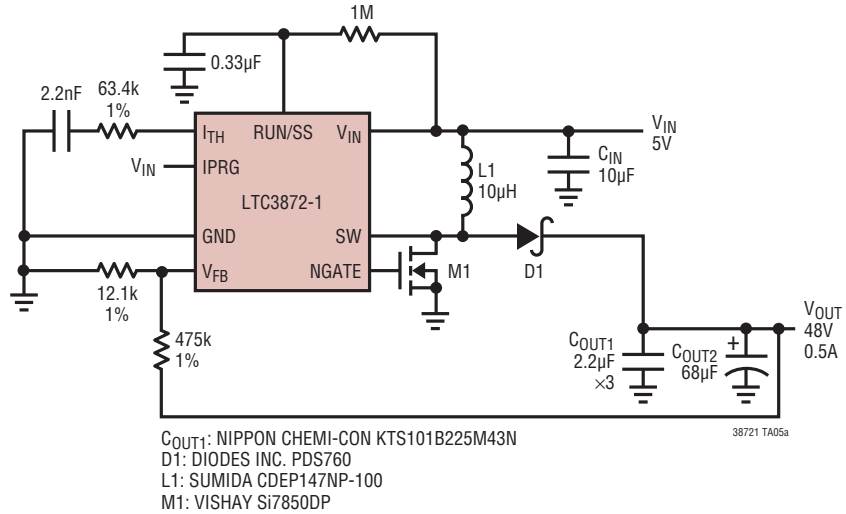 1M
0.33µF
2.2nF
63.4k
1%
ITH
RUN/SS
VIN
VIN
5V
VIN
IPRG
L1
10µH
CIN
10µF
LTC3872-1
GND
SW
D1
VFB
NGATE
M1
12.1k
1%
475k
1%
VOUT
48V
0.5A
COUT1
2.2µF
×3
COUT2
68µF
+
38721 TA05a
COUT1: NIPPON CHEMI-CON KTS101B225M43N
D1: DIODES INC. PDS760
L1: SUMIDA CDEP147NP-100
M1: VISHAY Si7850DP